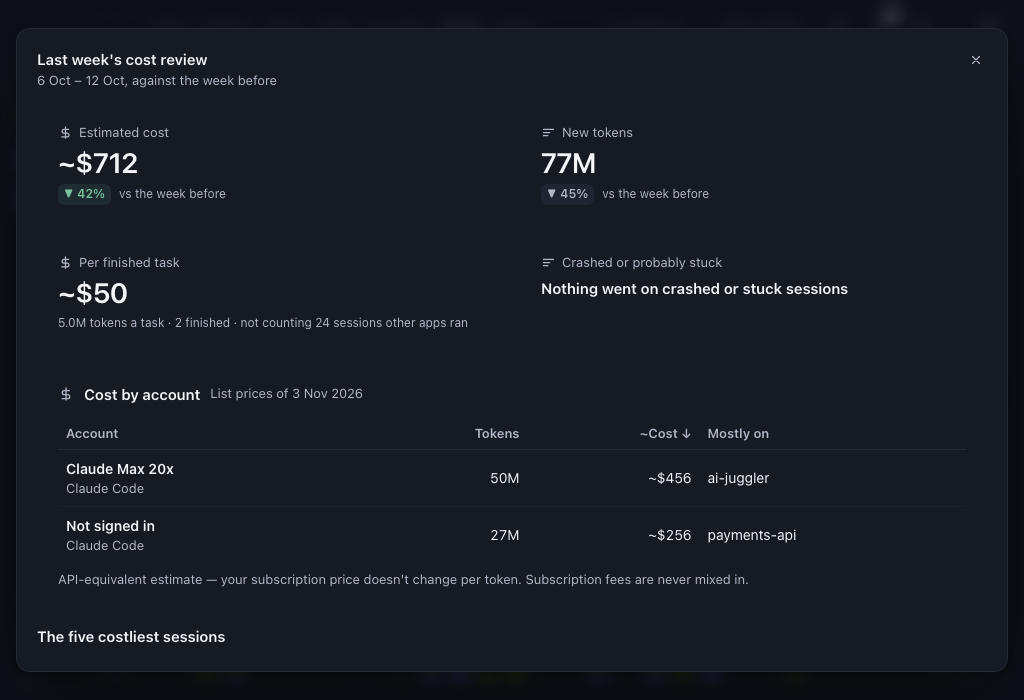 Last week's cost review
6 Oct – 12 Oct, against the week before
Estimated cost
~$712
▼ 42% vs the week before
New tokens
77M
▼ 45% vs the week before
Per finished task
~$50
5.0M tokens a task · 2 finished · not counting 24 sessions other apps ran
Crashed or probably stuck
Nothing went on crashed or stuck sessions
Cost by account List prices of 3 Nov 2026
Account Tokens ~Cost ↓ Mostly on
Claude Max 20x
Claude Code
50M ~$456 ai-juggler
Not signed in
Claude Code
27M ~$256 payments-api
API-equivalent estimate — your subscription price doesn't change per token. Subscription fees are never mixed in.
The five costliest sessions